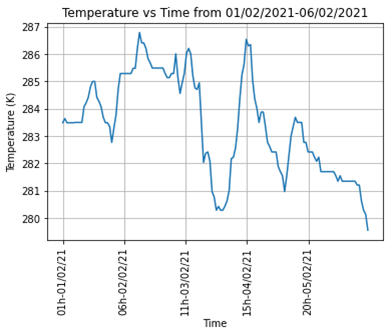 Temperature vs Time from 01/02/2021-06/02/2021
Temperature (K)
287
286
285
284
283
282
281
280
01h-01/02/21
06h-02/02/21
11h-03/02/21
15h-04/02/21
20h-05/02/21
Time